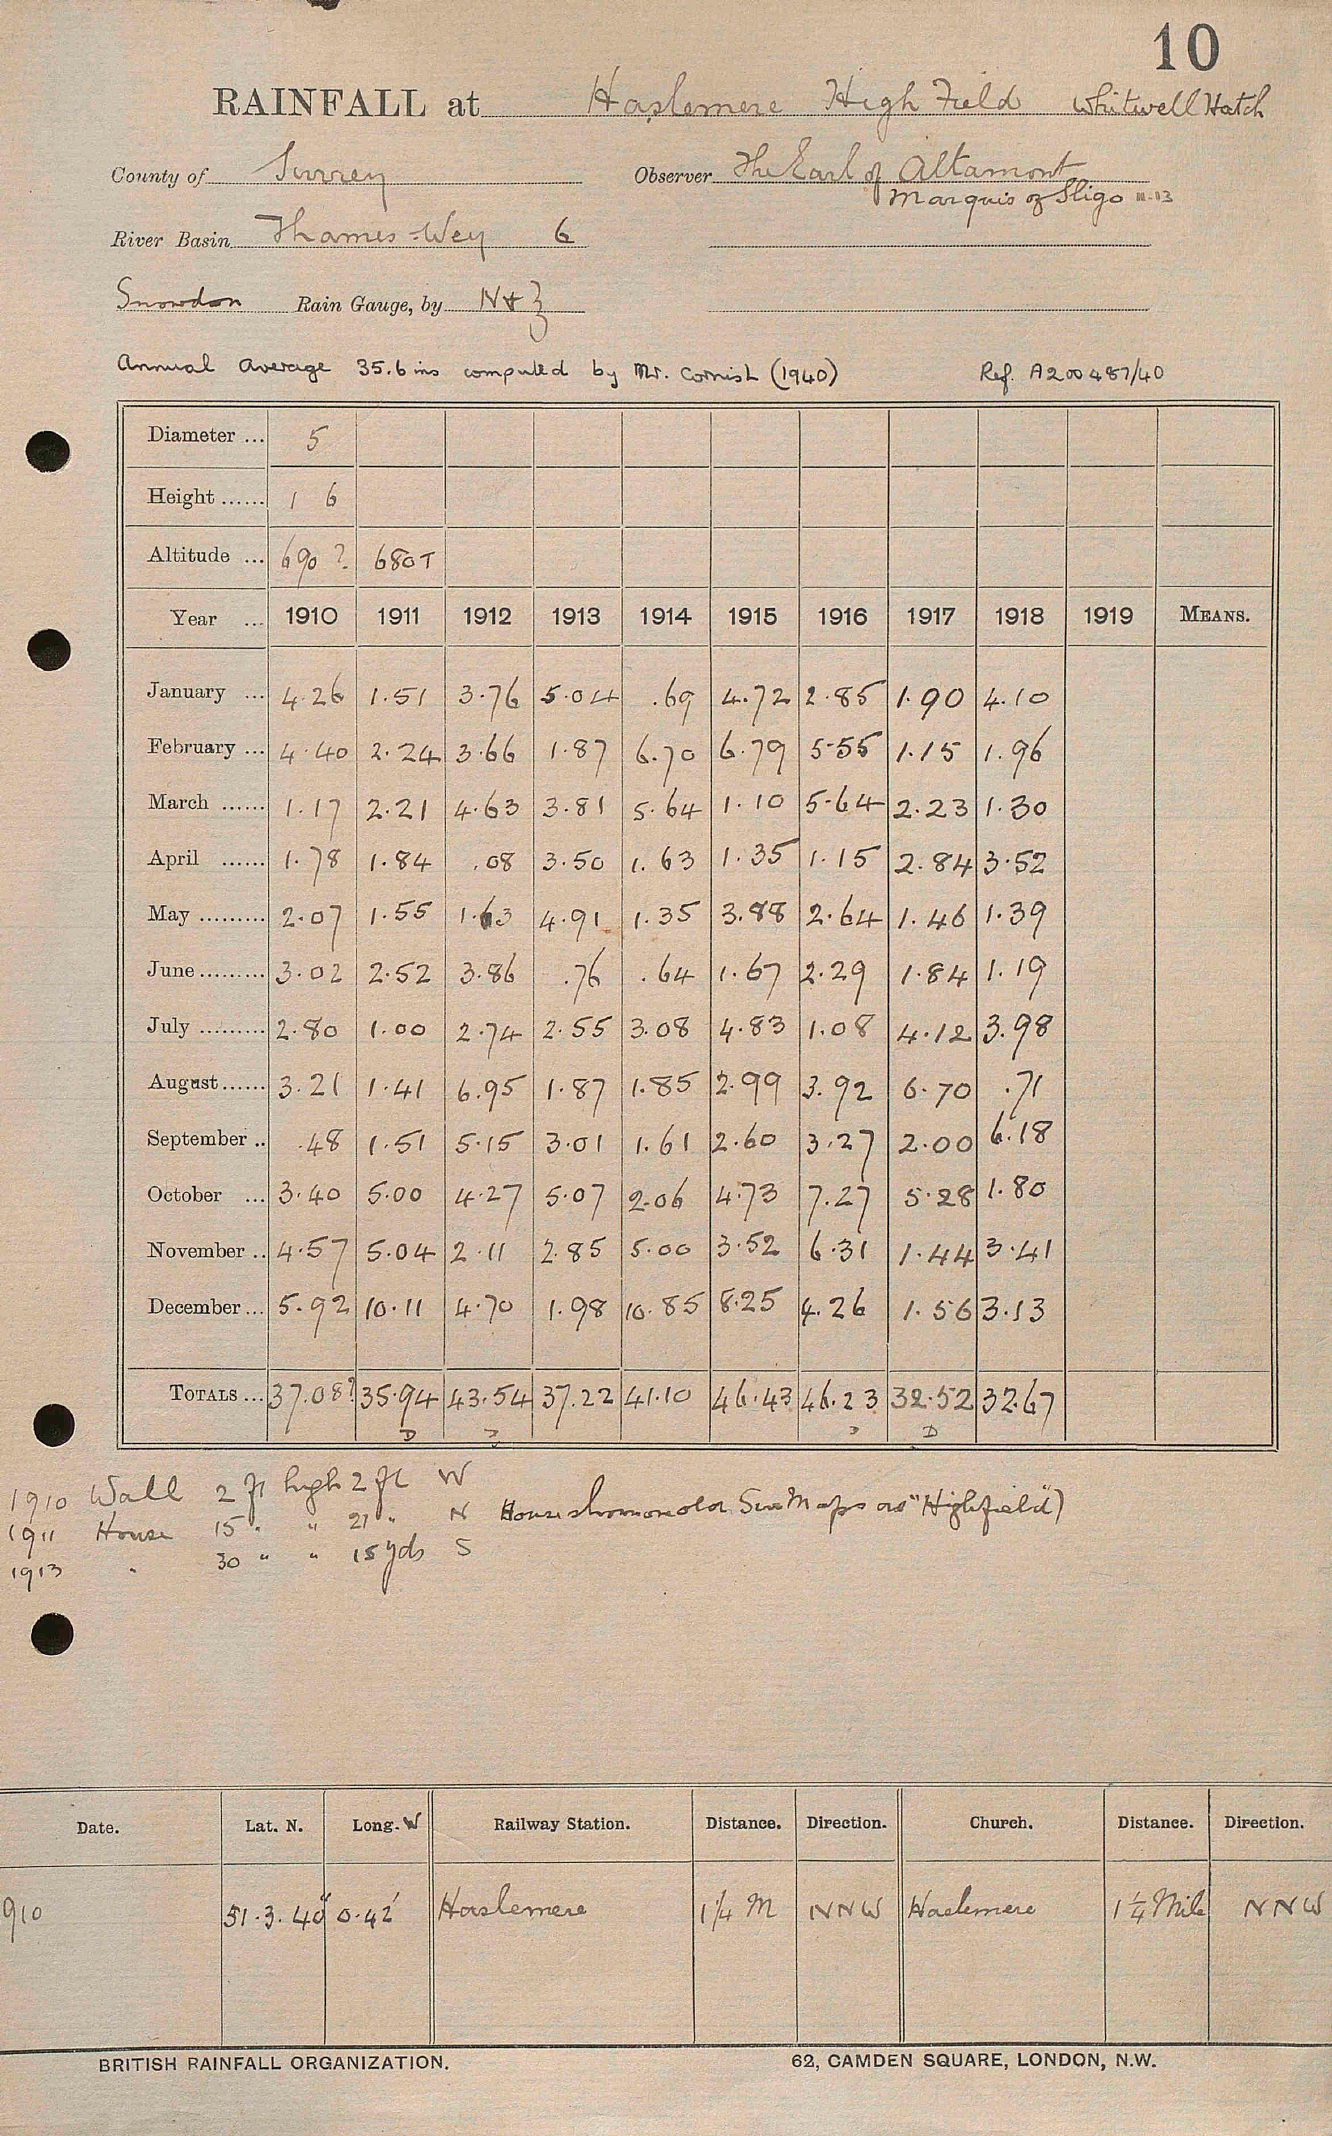 10
RAINFALL at Haslemere High Field Whitwell Hatch
County of Surrey Observer The Earl of Altamont
Marquis of Sligo 11.13
River Basin Thames-Wey 6
Snowdon Rain Gauge, by N & Z
Annual Average 35.6 ins computed by Mr. Cornish (1940) Ref. A200487/40
Diameter ... 5
Height ...... 1 6
Altitude ... 690 ? 680T
Year ... 1910 1911 1912 1913 1914 1915 1916 1917 1918 1919 MEANS.
January ... 4.26 1.51 3.76 5.04 .69 4.72 2.85 1.90 4.10
February ... 4.40 2.24 3.66 1.87 6.70 6.79 5.55 1.15 1.96
March ...... 1.17 2.21 4.63 3.81 5.64 1.10 5.64 2.23 1.30
April ...... 1.78 1.84 .08 3.50 1.63 1.35 1.15 2.84 3.52
May ......... 2.07 1.55 1.63 4.91 1.35 3.88 2.64 1.46 1.39
June ......... 3.02 2.52 3.86 .76 .64 1.67 2.29 1.84 1.19
July ......... 2.80 1.00 2.74 2.55 3.08 4.83 1.08 4.12 3.98
August ...... 3.21 1.41 6.95 1.87 1.85 2.99 3.92 6.70 .71
September .. .48 1.51 5.15 3.01 1.61 2.60 3.27 2.00 6.18
October ... 3.40 5.00 4.27 5.07 2.06 4.73 7.27 5.28 1.80
November .. 4.57 5.04 2.11 2.85 5.00 3.52 6.31 1.44 3.41
December ... 5.92 10.11 4.70 1.98 10.85 8.25 4.26 1.56 3.13
TOTALS ... 37.08? 35.94 43.54 37.22 41.10 46.43 46.23 32.52 32.67
D D D D
1910 Wall 2 ft high 2 ft W
1911 House 15 " " 21 " N House shown on old Maps as "Highfield")
1913 " 30 " " 15 yds S
Date. Lat. N. Long. W Railway Station. Distance. Direction. Church. Distance. Direction.
910 51.3.40" 0.42' Haslemere 1¼ M NNW Haslemere 1¼ Mile NNW
BRITISH RAINFALL ORGANIZATION. 62, CAMDEN SQUARE, LONDON, N.W.